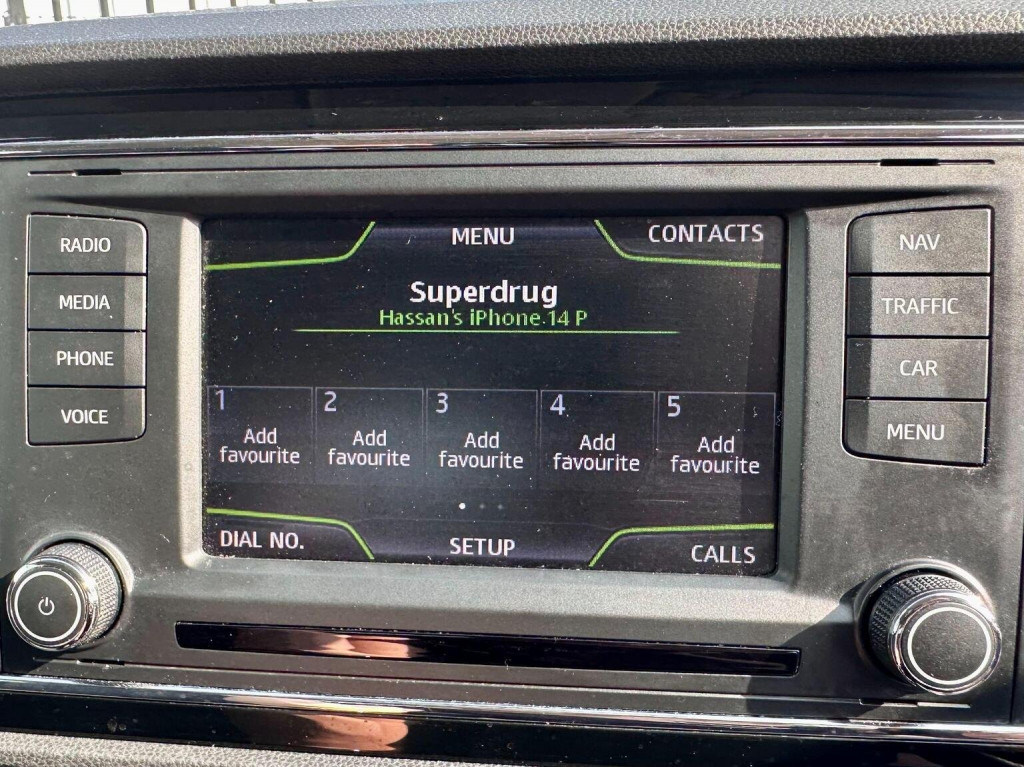 RADIO
MEDIA
PHONE
VOICE
MENU
CONTACTS
Superdrug
Hassan's iPhone 14 P
1
Add
favourite
2
Add
favourite
3
Add
favourite
4
Add
favourite
5
Add
favourite
DIAL NO.
SETUP
CALLS
NAV
TRAFFIC
CAR
MENU